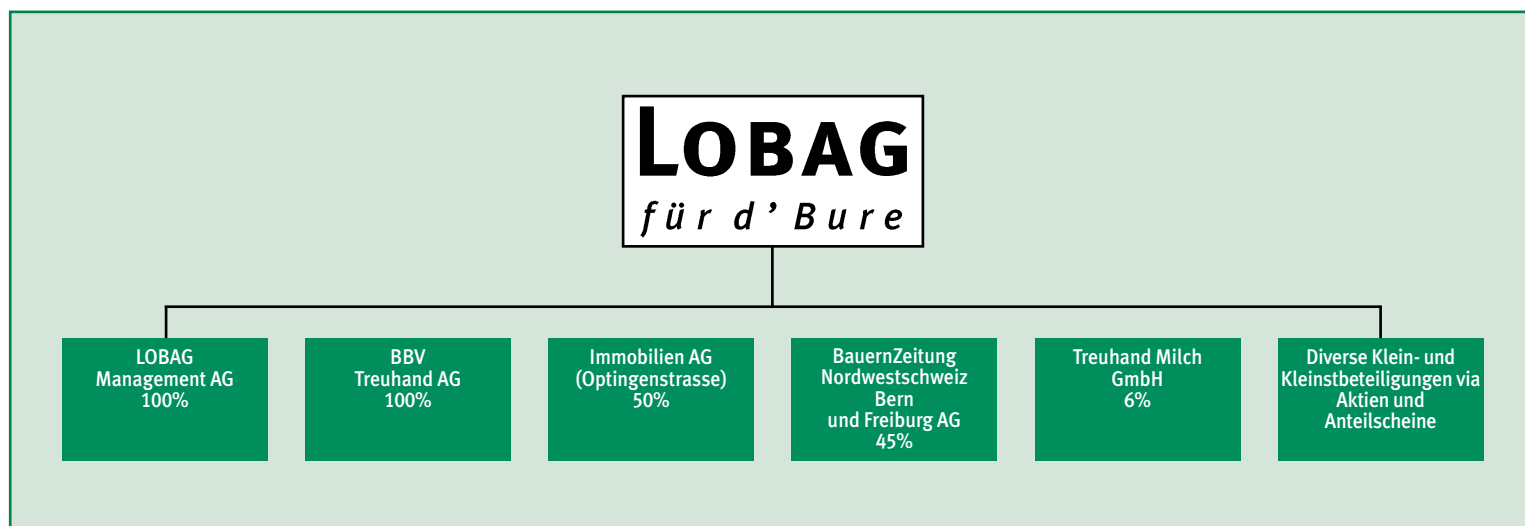 LOBAG
für d' Bure
LOBAG
Management AG
100%
BBV
Treuhand AG
100%
Immobilien AG
(Optingenstrasse)
50%
BauernZeitung
Nordwestschweiz
Bern
und Freiburg AG
45%
Treuhand Milch
GmbH
6%
Diverse Klein- und
Kleinstbeteiligungen via
Aktien und
Anteilscheine